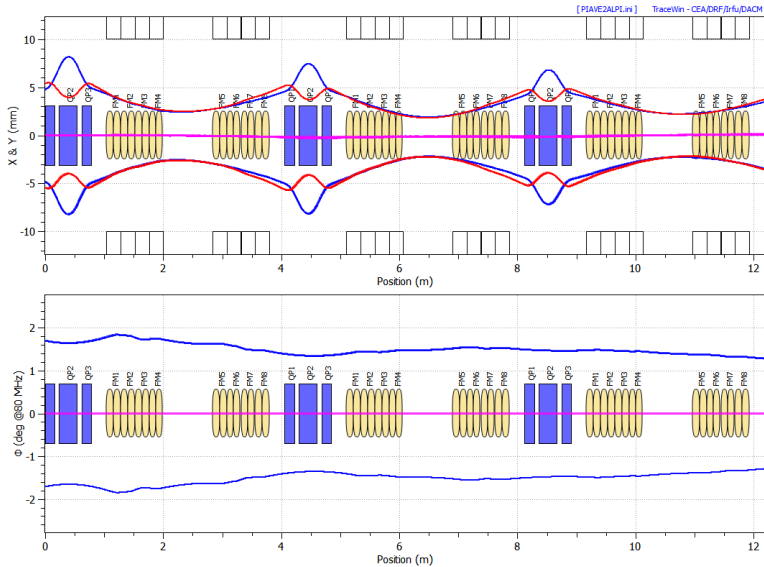 [ PIAVE2ALPI.ini ] TraceWin - CEA/DRF/Irfu/DACM
X & Y (mm)
10
5
0
-5
-10
QP2 QP3 FM1 FM2 FM3 FM4 FM5 FM6 FM7 FM8 QP1 QP2 QP3 FM1 FM2 FM3 FM4 FM5 FM6 FM7 FM8 QP1 QP2 QP3 FM1 FM2 FM3 FM4 FM5 FM6 FM7 FM8
0 2 4 6 8 10 12
Position (m)
Φ (deg @80 MHz)
2
1
0
-1
-2
QP2 QP3 FM1 FM2 FM3 FM4 FM5 FM6 FM7 FM8 QP1 QP2 QP3 FM1 FM2 FM3 FM4 FM5 FM6 FM7 FM8 QP1 QP2 QP3 FM1 FM2 FM3 FM4 FM5 FM6 FM7 FM8
0 2 4 6 8 10 12
Position (m)